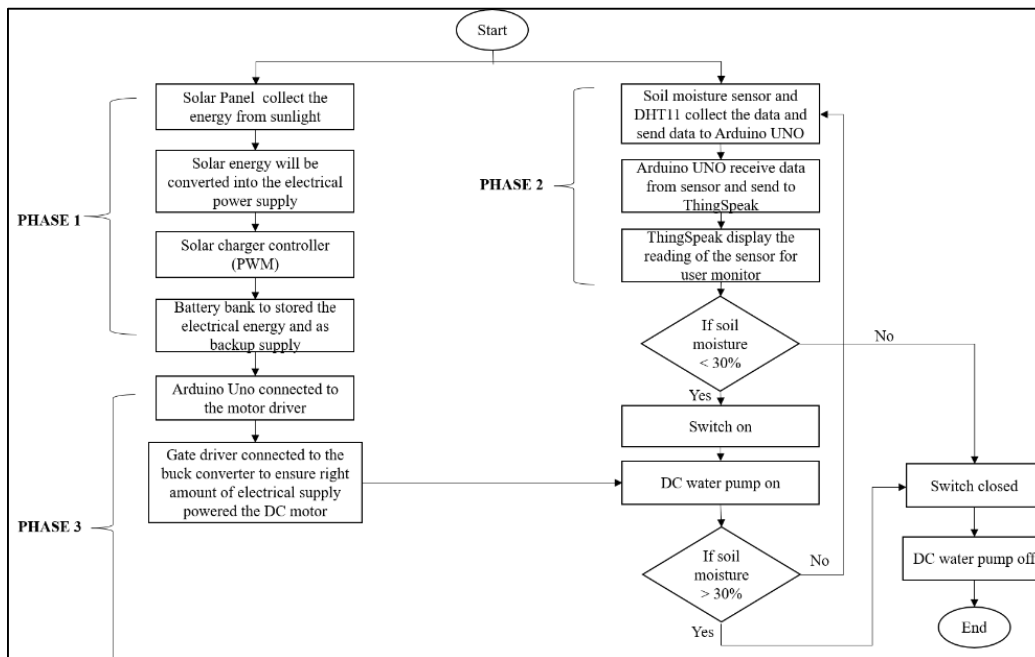 Start
PHASE 1
Solar Panel collect the
energy from sunlight
Solar energy will be
converted into the electrical
power supply
Solar charger controller
(PWM)
Battery bank to stored the
electrical energy and as
backup supply
PHASE 3
Arduino Uno connected to
the motor driver
Gate driver connected to the
buck converter to ensure right
amount of electrical supply
powered the DC motor
PHASE 2
Soil moisture sensor and
DHT11 collect the data and
send data to Arduino UNO
Arduino UNO receive data
from sensor and send to
ThingSpeak
ThingSpeak display the
reading of the sensor for
user monitor
If soil
moisture
< 30%
No
Yes
Switch on
DC water pump on
If soil
moisture
> 30%
No
Yes
Switch closed
DC water pump off
End